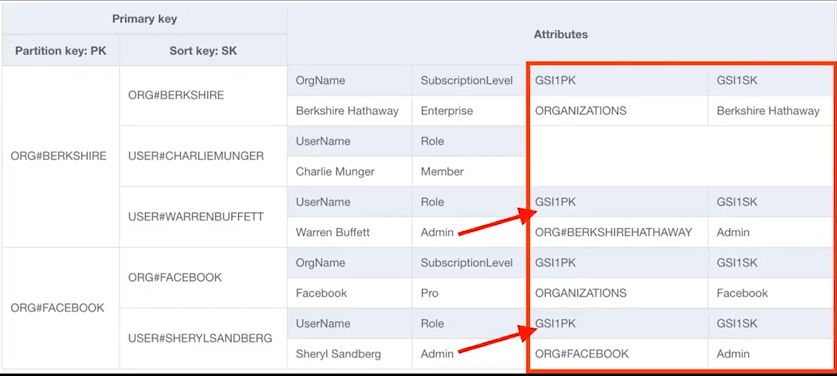 Primary key
Attributes
Partition key: PK Sort key: SK
ORG#BERKSHIRE ORG#BERKSHIRE OrgName SubscriptionLevel GSI1PK GSI1SK
Berkshire Hathaway Enterprise ORGANIZATIONS Berkshire Hathaway
USER#CHARLIEMUNGER UserName Role
Charlie Munger Member
USER#WARRENBUFFETT UserName Role GSI1PK GSI1SK
Warren Buffett Admin ORG#BERKSHIREHATHAWAY Admin
ORG#FACEBOOK ORG#FACEBOOK OrgName SubscriptionLevel GSI1PK GSI1SK
Facebook Pro ORGANIZATIONS Facebook
USER#SHERYLSANDBERG UserName Role GSI1PK GSI1SK
Sheryl Sandberg Admin ORG#FACEBOOK Admin